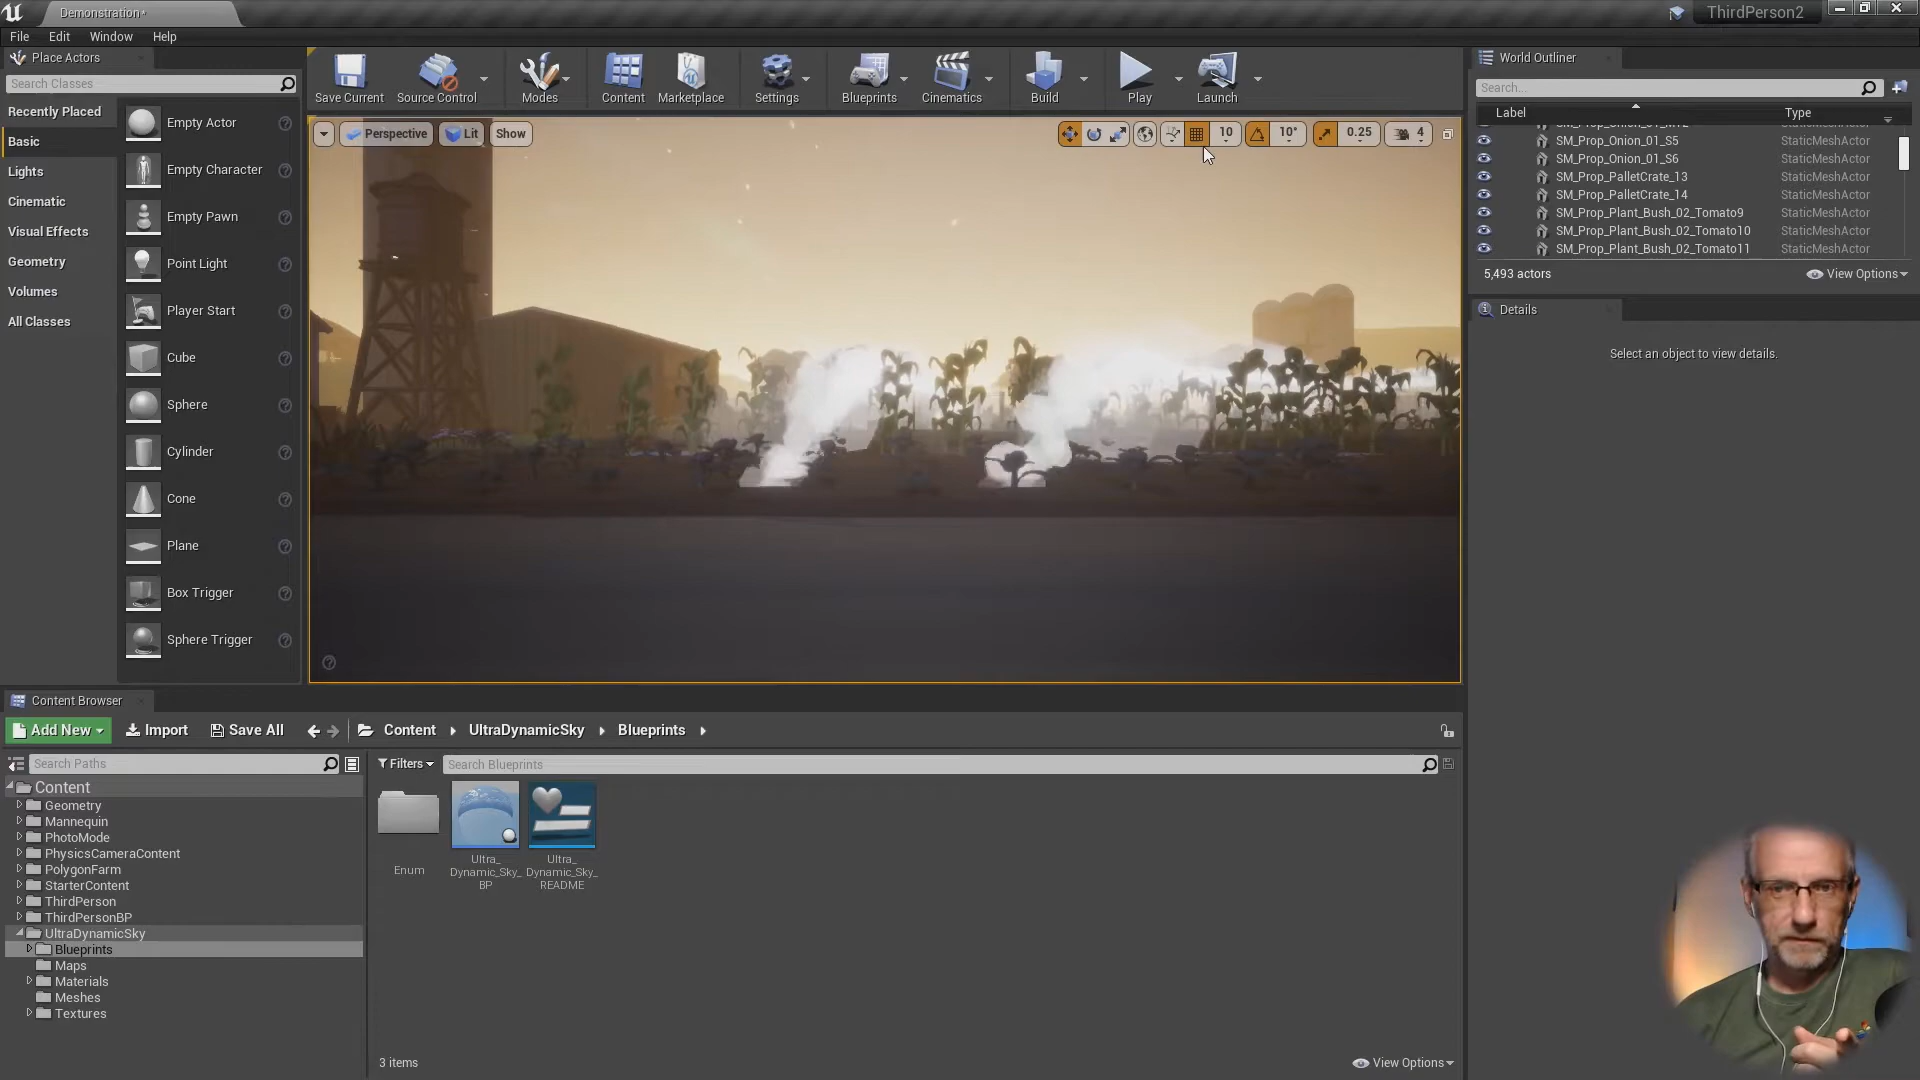 Demonstration*
ThirdPerson2
File Edit Window Help
Place Actors
Search Classes
Recently Placed
Basic
Lights
Cinematic
Visual Effects
Geometry
Volumes
All Classes
Empty Actor
Empty Character
Empty Pawn
Point Light
Player Start
Cube
Sphere
Cylinder
Cone
Plane
Box Trigger
Sphere Trigger
Save Current Source Control Modes Content Marketplace Settings Blueprints Cinematics Build Play Launch
Perspective Lit Show
10 10° 0.25 4
World Outliner
Search...
Label Type
SM_Prop_Onion_01_S5 StaticMeshActor
SM_Prop_Onion_01_S6 StaticMeshActor
SM_Prop_PalletCrate_13 StaticMeshActor
SM_Prop_PalletCrate_14 StaticMeshActor
SM_Prop_Plant_Bush_02_Tomato9 StaticMeshActor
SM_Prop_Plant_Bush_02_Tomato10 StaticMeshActor
SM_Prop_Plant_Bush_02_Tomato11 StaticMeshActor
5,493 actors View Options
Details
Select an object to view details.
Content Browser
Add New Import Save All Content UltraDynamicSky Blueprints
Search Paths
Filters Search Blueprints
Content
Geometry
Mannequin
PhotoMode
PhysicsCameraContent
PolygonFarm
StarterContent
ThirdPerson
ThirdPersonBP
UltraDynamicSky
Blueprints
Maps
Materials
Meshes
Textures
Enum
Ultra_
Dynamic_Sky_
BP
Ultra_
Dynamic_Sky_
README
3 items View Options